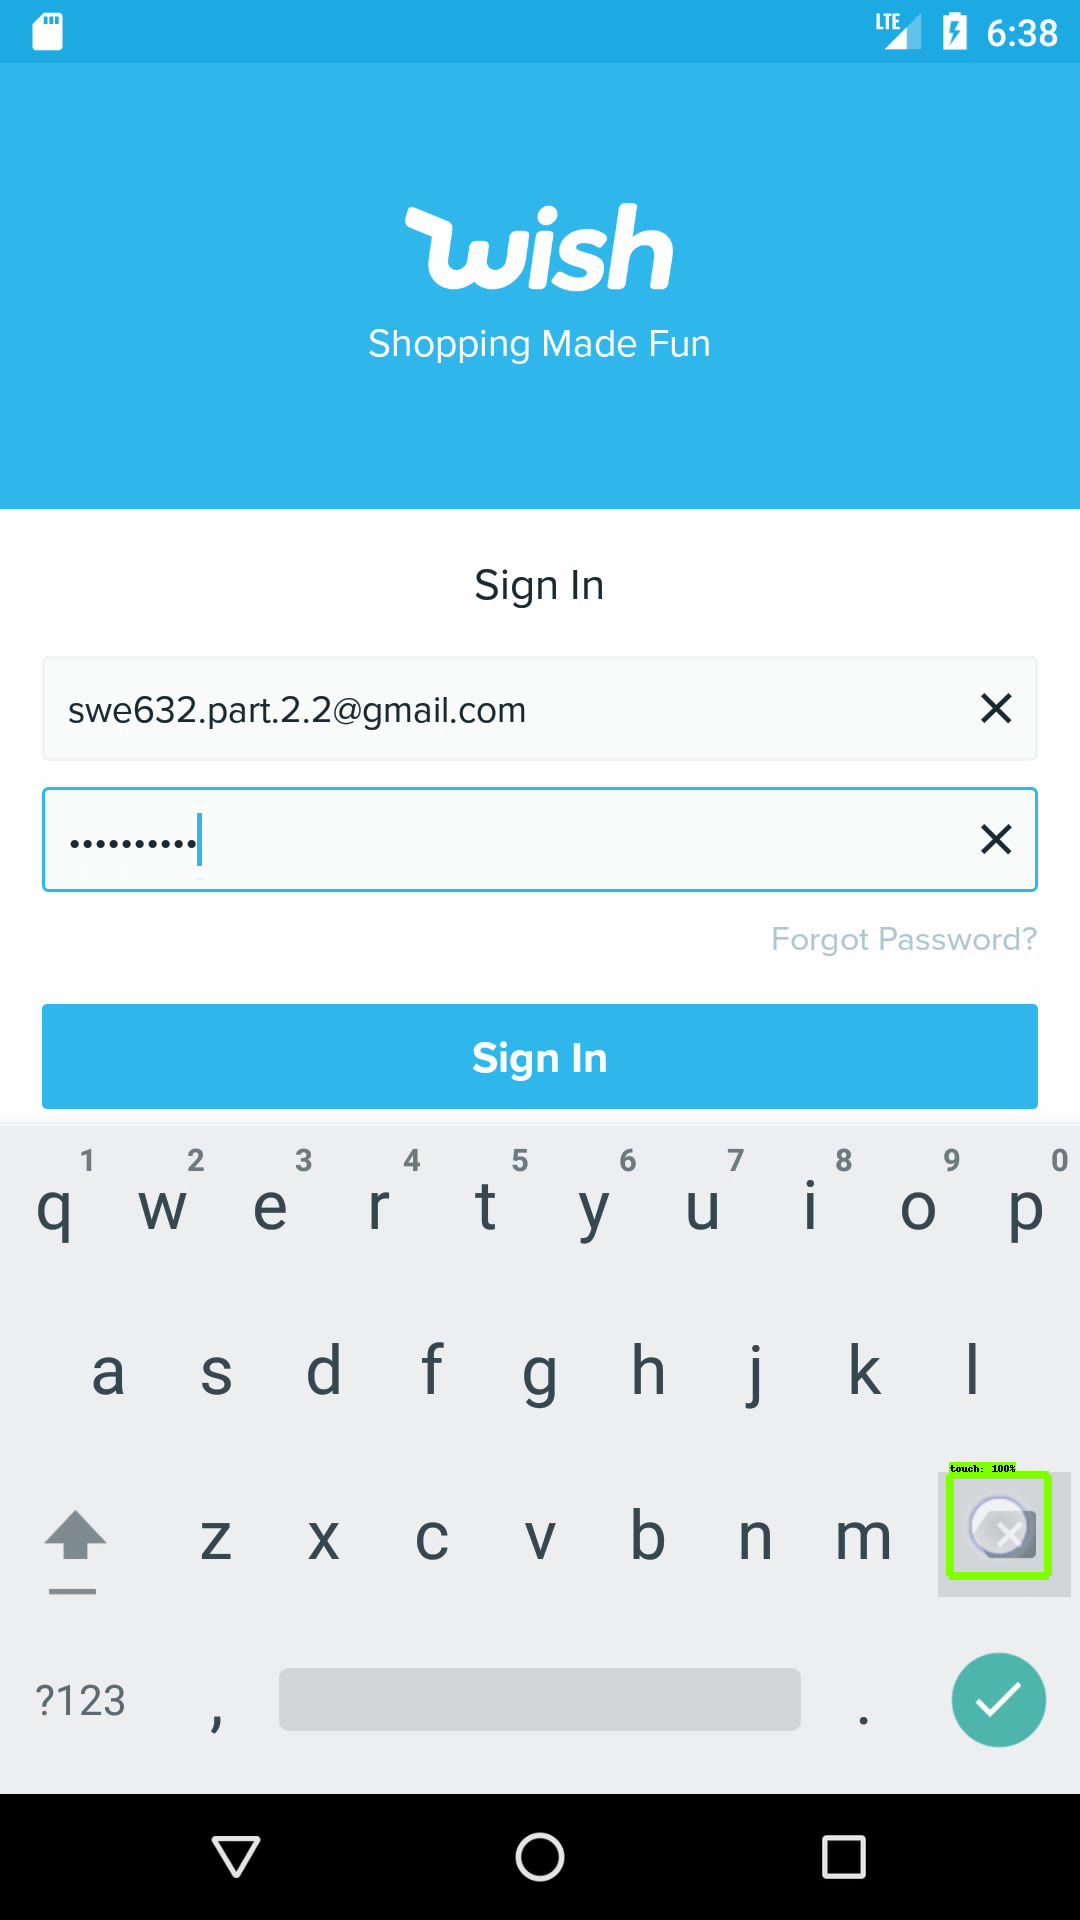 LTE 6:38
wish
Shopping Made Fun
Sign In
swe632.part.2.2@gmail.com
••••••••••
Forgot Password?
Sign In
1 2 3 4 5 6 7 8 9 0
q w e r t y u i o p
a s d f g h j k l
touch: 100%
z x c v b n m
?123 , .